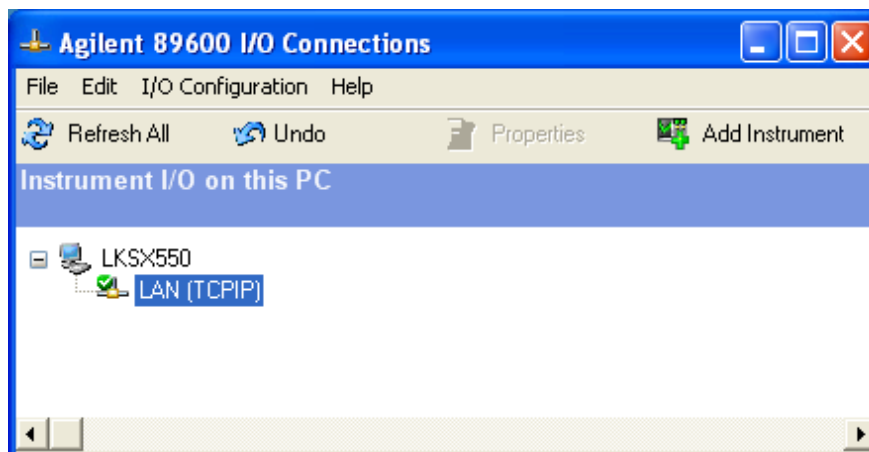 Agilent 89600 I/O Connections
File Edit I/O Configuration Help
Refresh All Undo Properties Add Instrument
Instrument I/O on this PC
LKSX550
LAN (TCPIP)